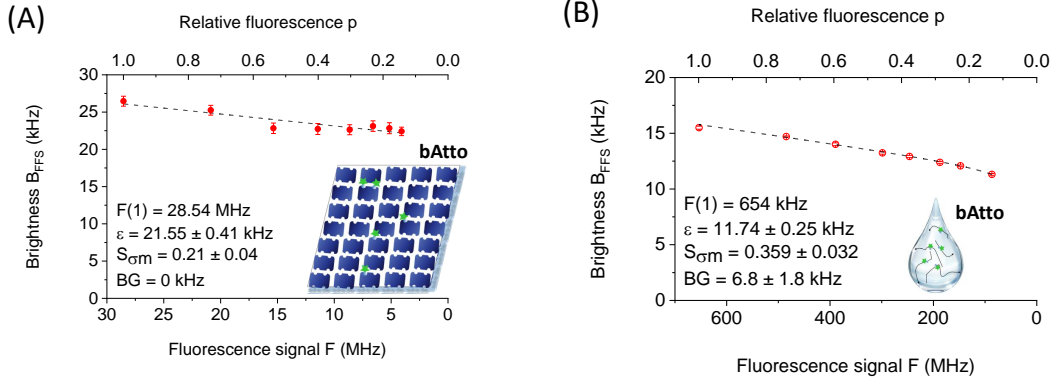 (A)
Relative fluorescence p
1.0 0.8 0.6 0.4 0.2 0.0
30
25
20
15
10
5
0
Brightness B_FFS (kHz)
bAtto
F(1) = 28.54 MHz
ε = 21.55 ± 0.41 kHz
S_σm = 0.21 ± 0.04
BG = 0 kHz
30 25 20 15 10 5 0
Fluorescence signal F (MHz)
(B)
Relative fluorescence p
1.0 0.8 0.6 0.4 0.2 0.0
20
15
10
5
0
Brightness B_FFS (kHz)
bAtto
F(1) = 654 kHz
ε = 11.74 ± 0.25 kHz
S_σm = 0.359 ± 0.032
BG = 6.8 ± 1.8 kHz
600 400 200 0
Fluorescence signal F (MHz)